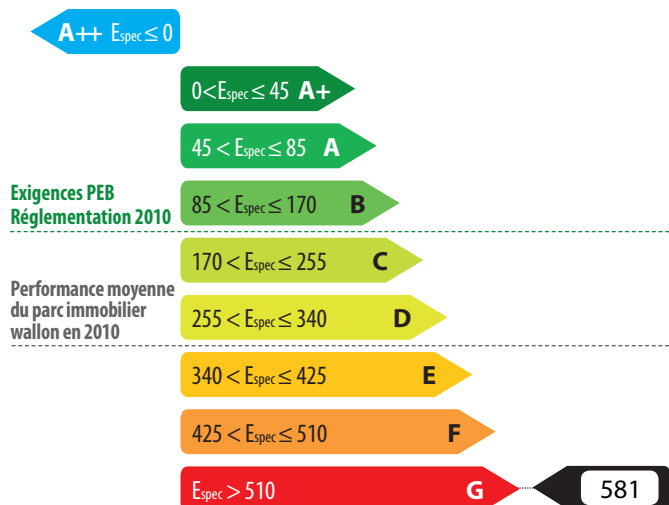 A++ Espec ≤ 0
0<Espec ≤ 45 A+
45 < Espec ≤ 85 A
Exigences PEB
Réglementation 2010
85 < Espec ≤ 170 B
170 < Espec ≤ 255 C
Performance moyenne
du parc immobilier
wallon en 2010
255 < Espec ≤ 340 D
340 < Espec ≤ 425 E
425 < Espec ≤ 510 F
Espec > 510 G 581